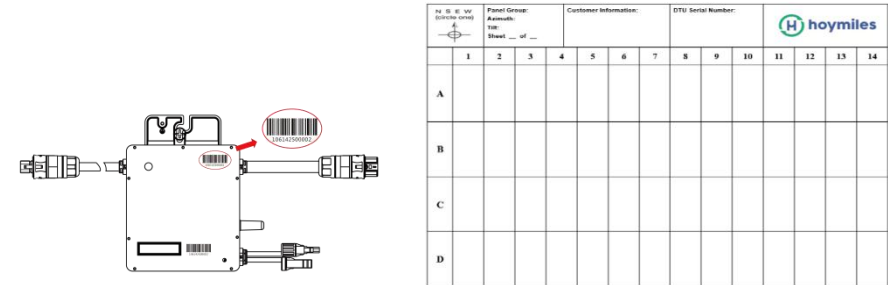 106142500002
N S E W
(circle one)
Panel Group:
Azimuth:
Tilt:
Sheet __ of __
Customer Information:
DTU Serial Number:
hoymiles
1 2 3 4 5 6 7 8 9 10 11 12 13 14
A
B
C
D